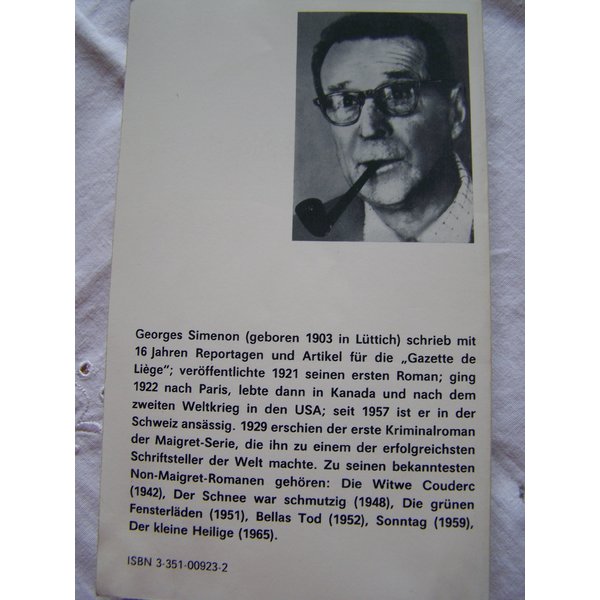 Georges Simenon (geboren 1903 in Lüttich) schrieb mit
16 Jahren Reportagen und Artikel für die „Gazette de
Liège"; veröffentlichte 1921 seinen ersten Roman; ging
1922 nach Paris, lebte dann in Kanada und nach dem
zweiten Weltkrieg in den USA; seit 1957 ist er in der
Schweiz ansässig. 1929 erschien der erste Kriminalroman
der Maigret-Serie, die ihn zu einem der erfolgreichsten
Schriftsteller der Welt machte. Zu seinen bekanntesten
Non-Maigret-Romanen gehören: Die Witwe Couderc
(1942), Der Schnee war schmutzig (1948), Die grünen
Fensterläden (1951), Bellas Tod (1952), Sonntag (1959),
Der kleine Heilige (1965).
ISBN 3-351-00923-2